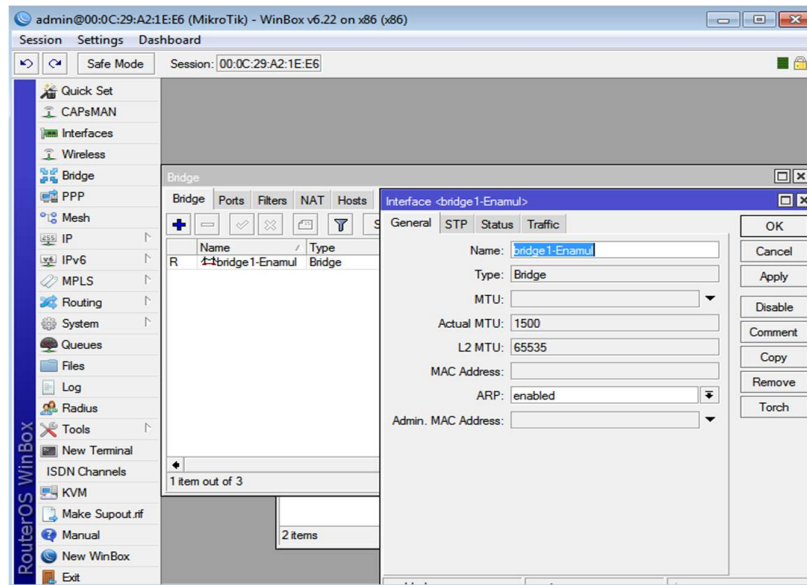 admin@00:0C:29:A2:1E:E6 (MikroTik) - WinBox v6.22 on x86 (x86)
Session Settings Dashboard
Safe Mode Session: 00:0C:29:A2:1E:E6
Quick Set
CAPsMAN
Interfaces
Wireless
Bridge
PPP
Mesh
IP
IPv6
MPLS
Routing
System
Queues
Files
Log
Radius
Tools
New Terminal
ISDN Channels
KVM
Make Supout.rif
Manual
New WinBox
Exit
RouterOS WinBox
Bridge
Bridge Ports Filters NAT Hosts
Name Type
R bridge1-Enamul Bridge
1 item out of 3
2 items
Interface <bridge1-Enamul>
General STP Status Traffic
Name: bridge1-Enamul
Type: Bridge
MTU:
Actual MTU: 1500
L2 MTU: 65535
MAC Address:
ARP: enabled
Admin. MAC Address:
OK
Cancel
Apply
Disable
Comment
Copy
Remove
Torch